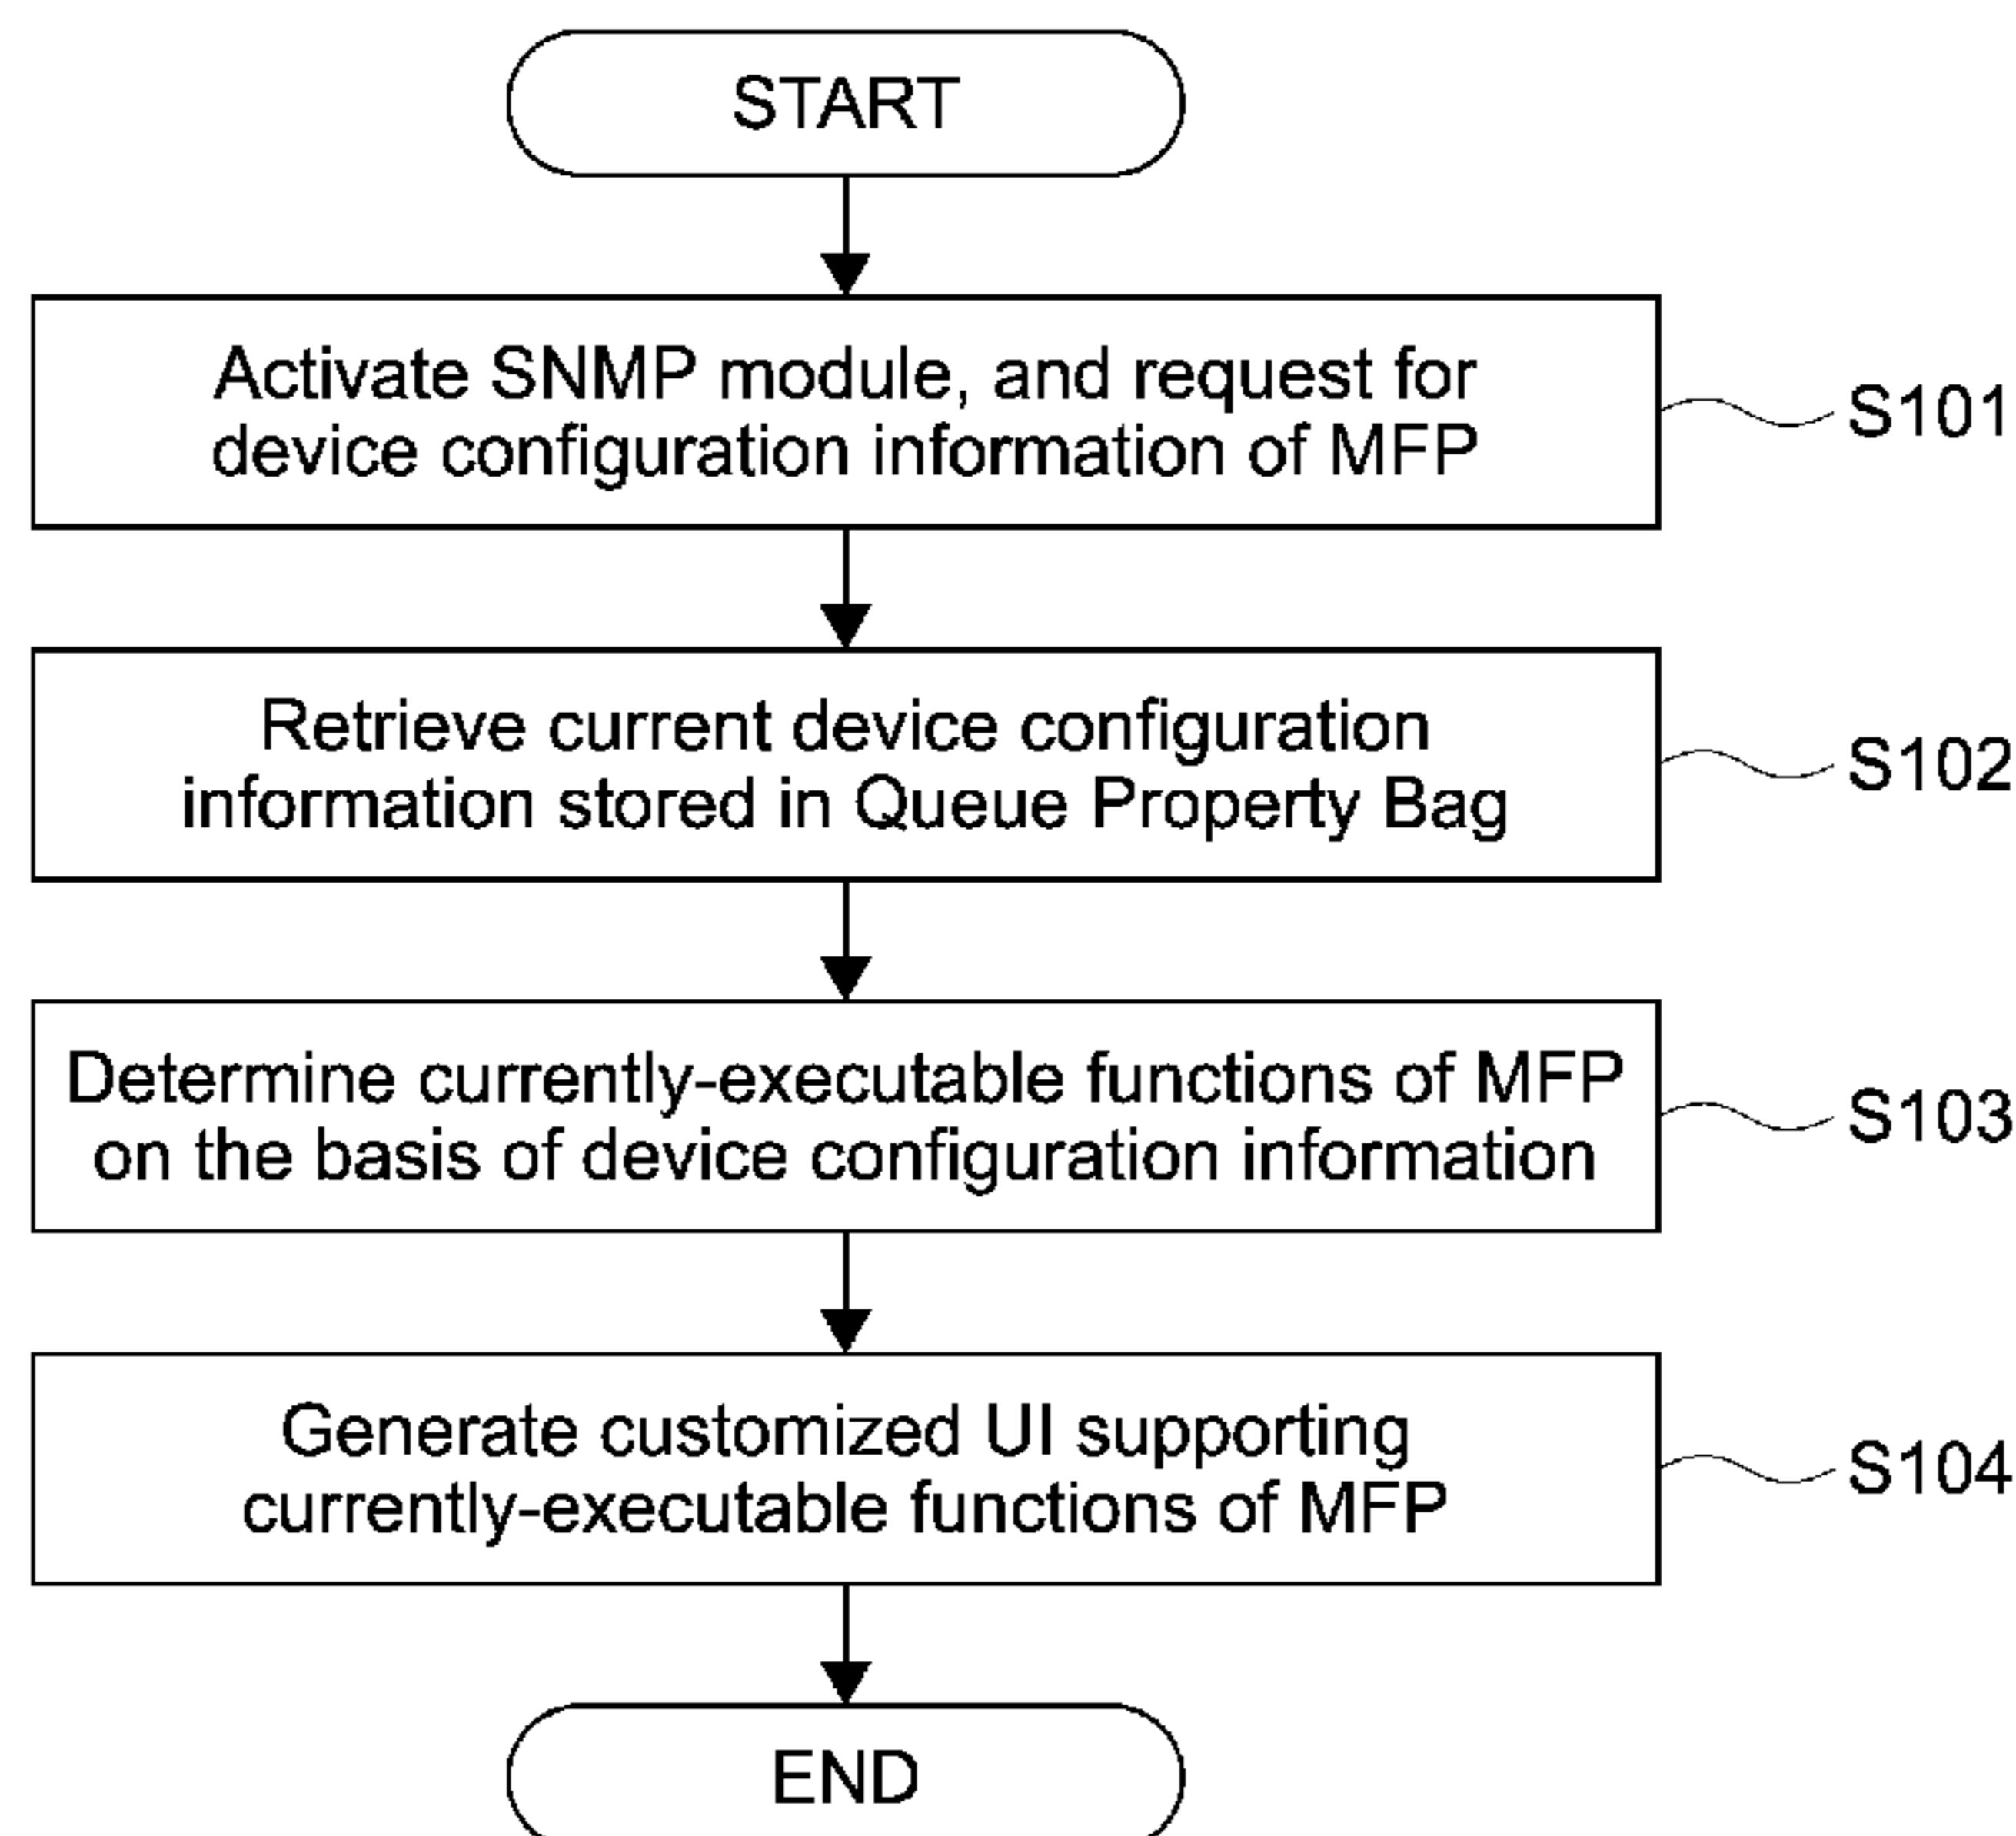 START
Activate SNMP module, and request for
device configuration information of MFP
S101
Retrieve current device configuration
information stored in Queue Property Bag
S102
Determine currently-executable functions of MFP
on the basis of device configuration information
S103
Generate customized UI supporting
currently-executable functions of MFP
S104
END